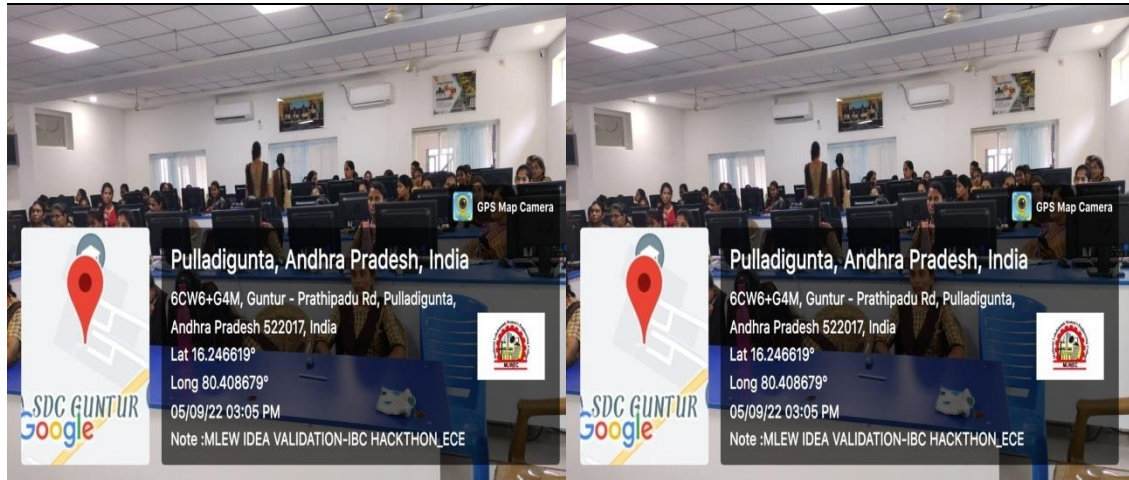 GPS Map Camera
Pulladigunta, Andhra Pradesh, India
6CW6+G4M, Guntur - Prathipadu Rd, Pulladigunta,
Andhra Pradesh 522017, India
Lat 16.246619°
Long 80.408679°
05/09/22 03:05 PM
Note :MLEW IDEA VALIDATION-IBC HACKTHON_ECE
SDC GUNTUR
Google
MLWEC
GPS Map Camera
Pulladigunta, Andhra Pradesh, India
6CW6+G4M, Guntur - Prathipadu Rd, Pulladigunta,
Andhra Pradesh 522017, India
Lat 16.246619°
Long 80.408679°
05/09/22 03:05 PM
Note :MLEW IDEA VALIDATION-IBC HACKTHON_ECE
SDC GUNTUR
Google
MLWEC